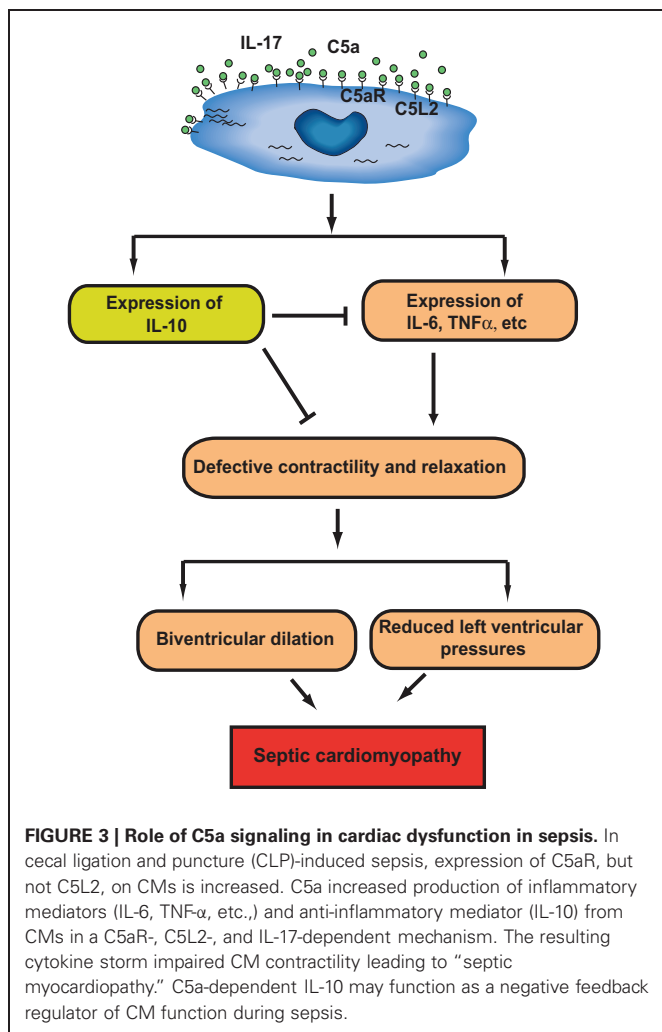 IL-17
C5a
C5aR
C5L2
Expression of
IL-10
Expression of
IL-6, TNFα, etc
Defective contractility and relaxation
Biventricular dilation
Reduced left ventricular
pressures
Septic cardiomyopathy
FIGURE 3 | Role of C5a signaling in cardiac dysfunction in sepsis. In
cecal ligation and puncture (CLP)-induced sepsis, expression of C5aR, but
not C5L2, on CMs is increased. C5a increased production of inflammatory
mediators (IL-6, TNF-α, etc.,) and anti-inflammatory mediator (IL-10) from
CMs in a C5aR-, C5L2-, and IL-17-dependent mechanism. The resulting
cytokine storm impaired CM contractility leading to “septic
myocardiopathy.” C5a-dependent IL-10 may function as a negative feedback
regulator of CM function during sepsis.